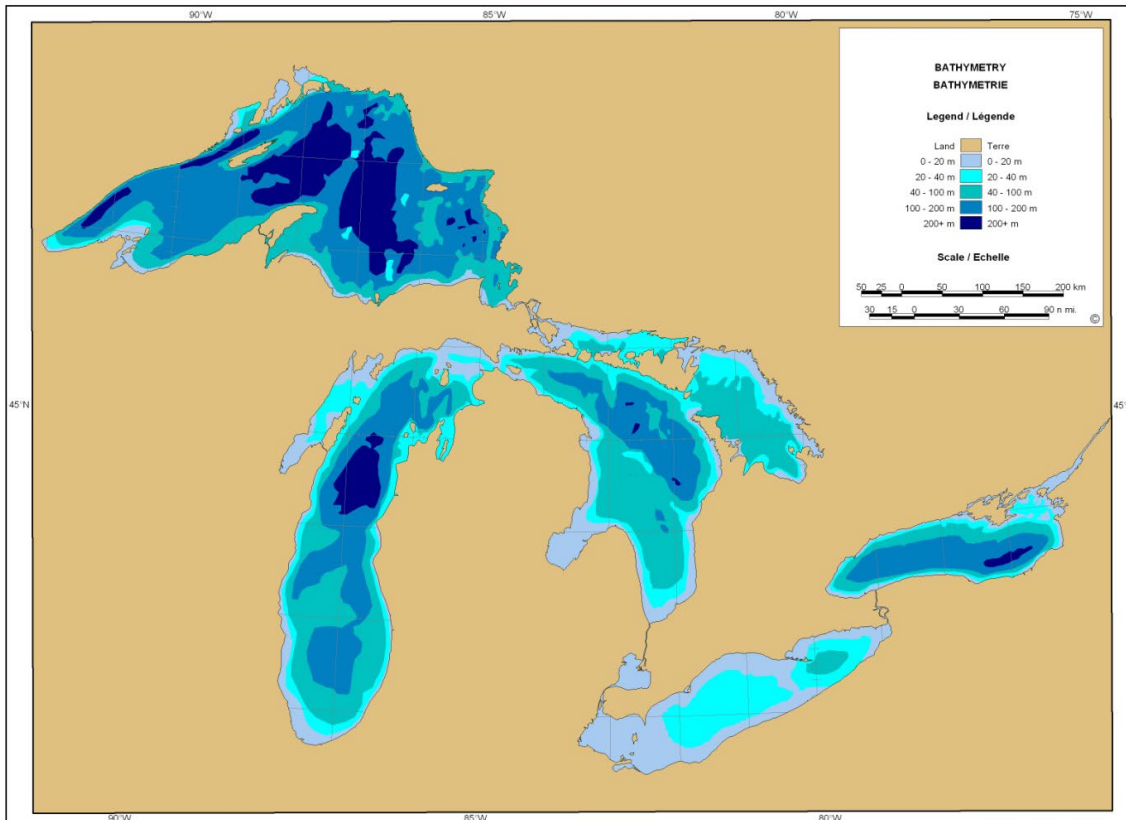 90°W 85°W 80°W 75°W
BATHYMETRY
BATHYMETRIE
Legend / Légende
Land Terre
0 - 20 m 0 - 20 m
20 - 40 m 20 - 40 m
40 - 100 m 40 - 100 m
100 - 200 m 100 - 200 m
200+ m 200+ m
Scale / Echelle
50 25 0 50 100 150 200 km
30 15 0 30 60 90 n mi.
©
45°N 45°
90°W 85°W 80°W